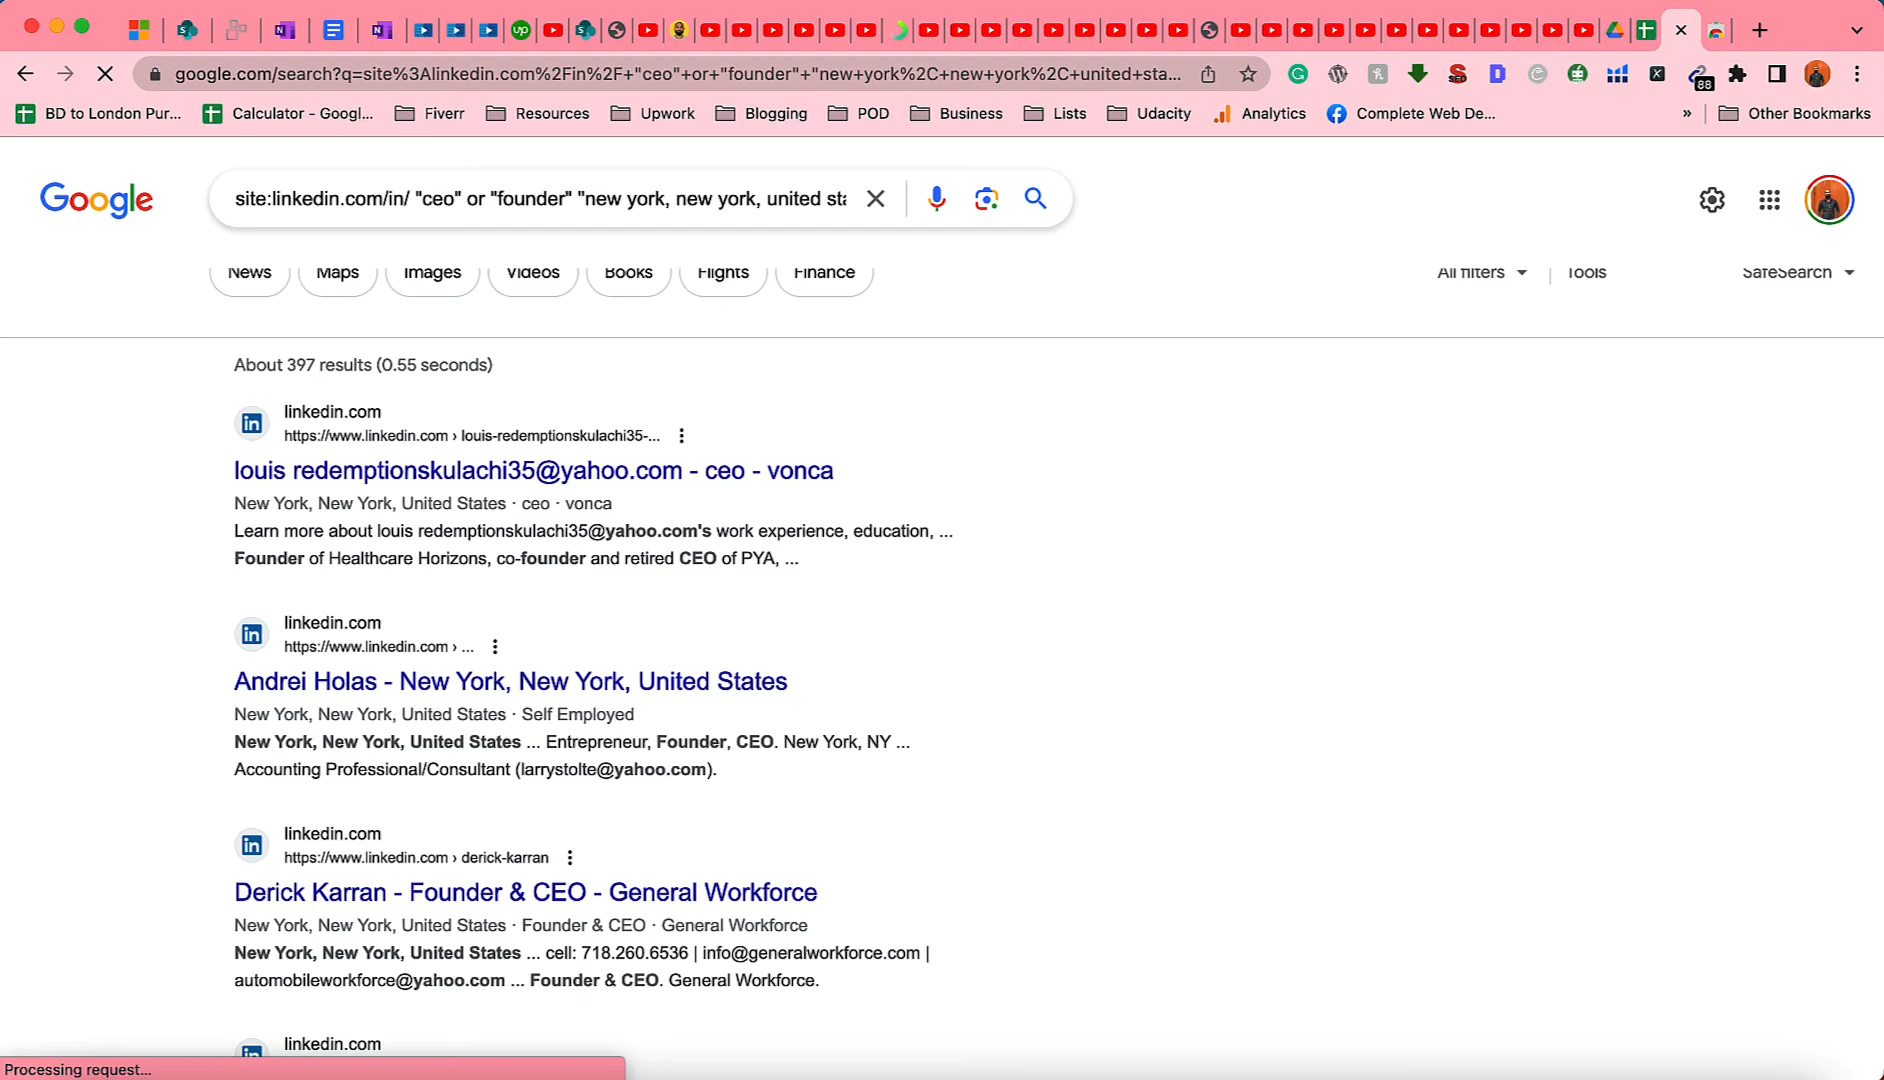 google.com/search?q=site%3Alinkedin.com%2Fin%2F+"ceo"+or+"founder"+"new+york%2C+new+york%2C+united+sta...
88
BD to London Pur...
Calculator - Googl...
Fiverr
Resources
Upwork
Blogging
POD
Business
Lists
Udacity
Analytics
Complete Web De...
»
Other Bookmarks
Google
site:linkedin.com/in/ "ceo" or "founder" "new york, new york, united sta
News
Maps
Images
Videos
Books
Flights
Finance
All filters
Tools
SafeSearch
About 397 results (0.55 seconds)
linkedin.com
https://www.linkedin.com › louis-redemptionskulachi35-...
louis redemptionskulachi35@yahoo.com - ceo - vonca
New York, New York, United States · ceo · vonca
Learn more about louis redemptionskulachi35@yahoo.com's work experience, education, ...
Founder of Healthcare Horizons, co-founder and retired CEO of PYA, ...
linkedin.com
https://www.linkedin.com › ...
Andrei Holas - New York, New York, United States
New York, New York, United States · Self Employed
New York, New York, United States ... Entrepreneur, Founder, CEO. New York, NY ...
Accounting Professional/Consultant (larrystolte@yahoo.com).
linkedin.com
https://www.linkedin.com › derick-karran
Derick Karran - Founder & CEO - General Workforce
New York, New York, United States · Founder & CEO · General Workforce
New York, New York, United States ... cell: 718.260.6536 | info@generalworkforce.com |
automobileworkforce@yahoo.com ... Founder & CEO. General Workforce.
linkedin.com
Processing request...